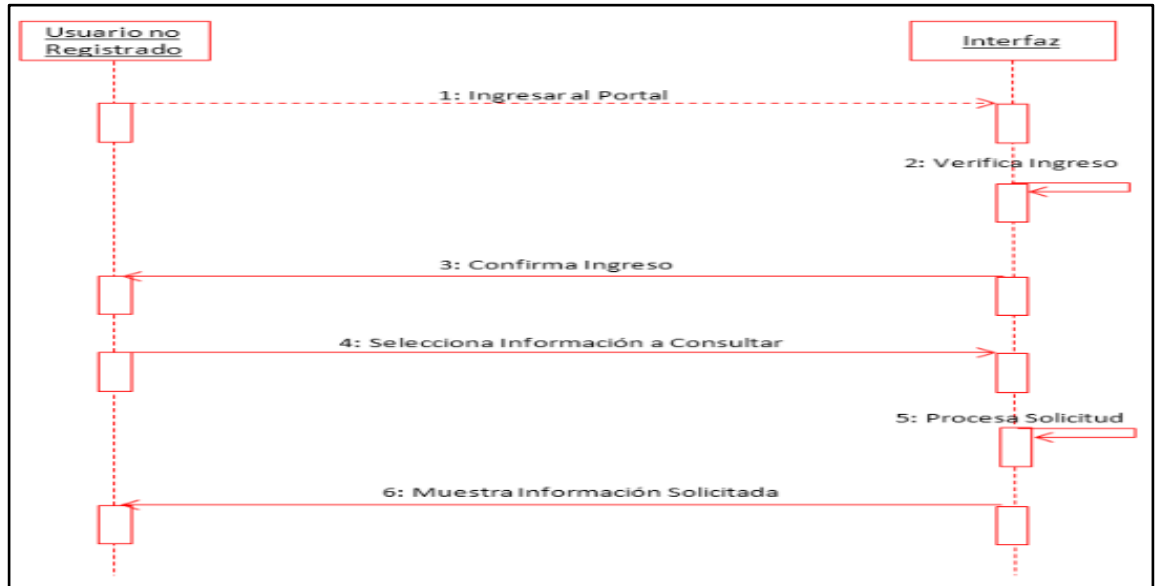 Usuario no
Registrado
Interfaz
1: Ingresar al Portal
2: Verifica Ingreso
3: Confirma Ingreso
4: Selecciona Información a Consultar
5: Procesa Solicitud
6: Muestra Información Solicitada